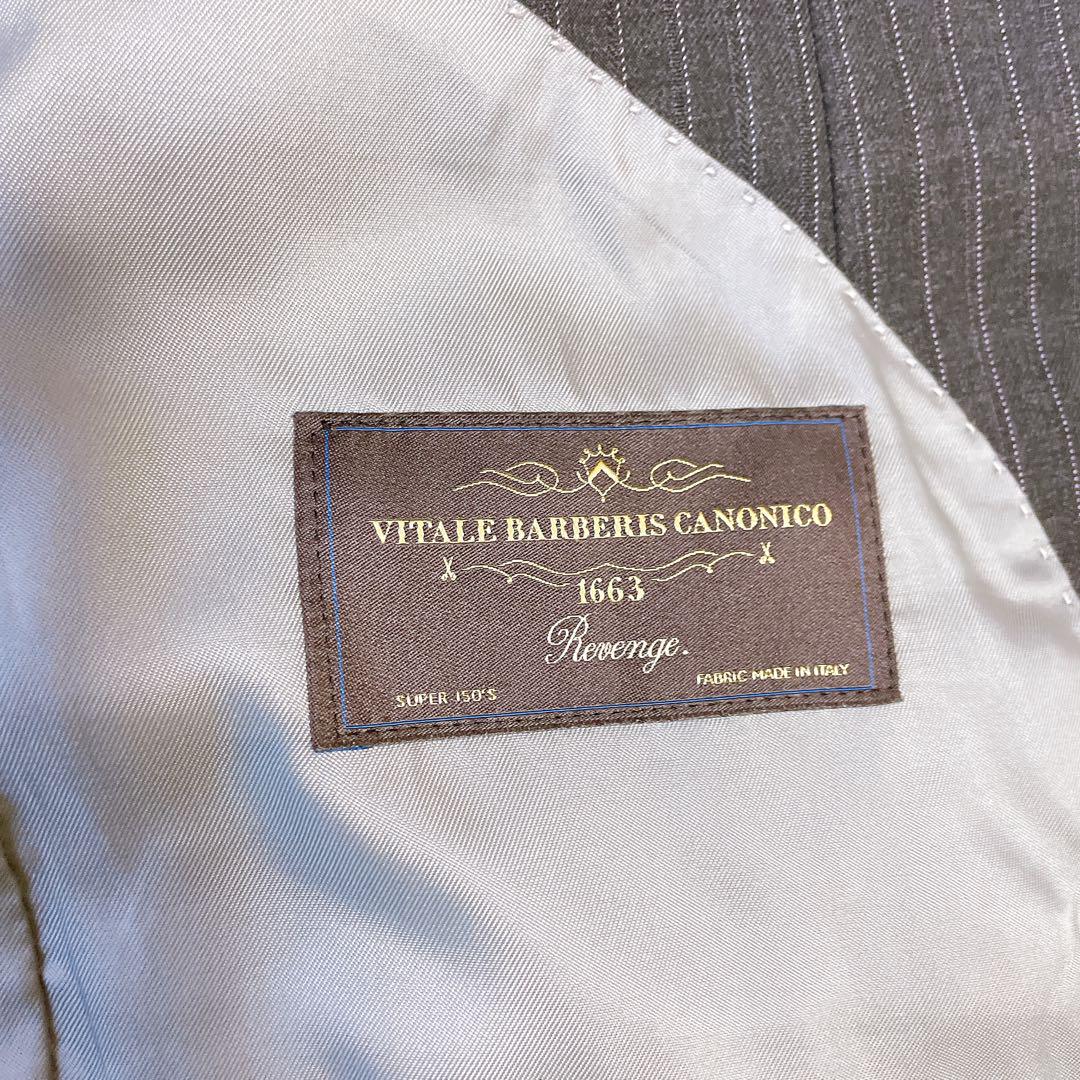 VITALE BARBERIS CANONICO
1663
Revenge.
SUPER 150'S
FABRIC MADE IN ITALY